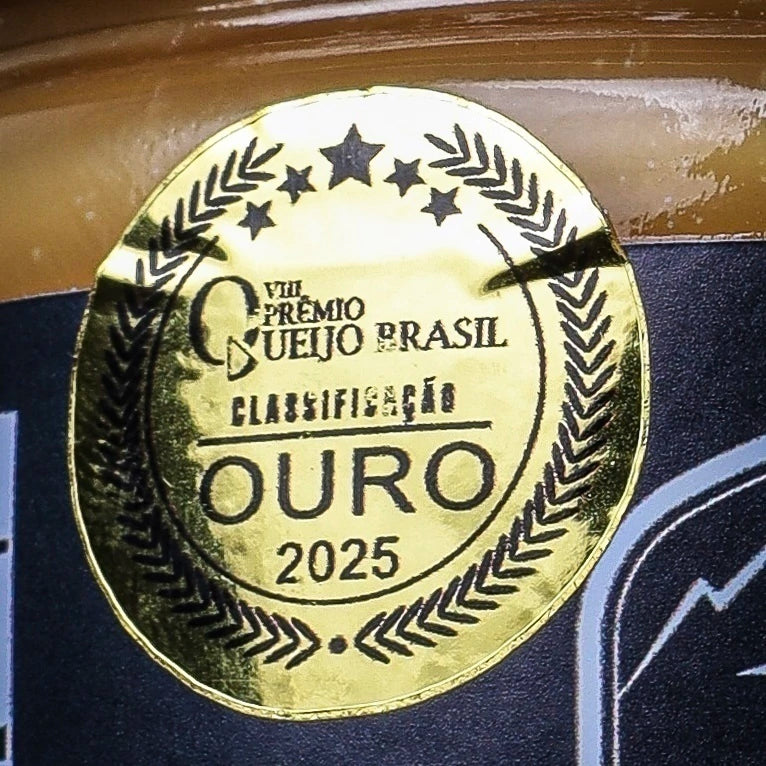 VIII
PRÊMIO
QUEIJO BRASIL
CLASSIFICAÇÃO
OURO
2025